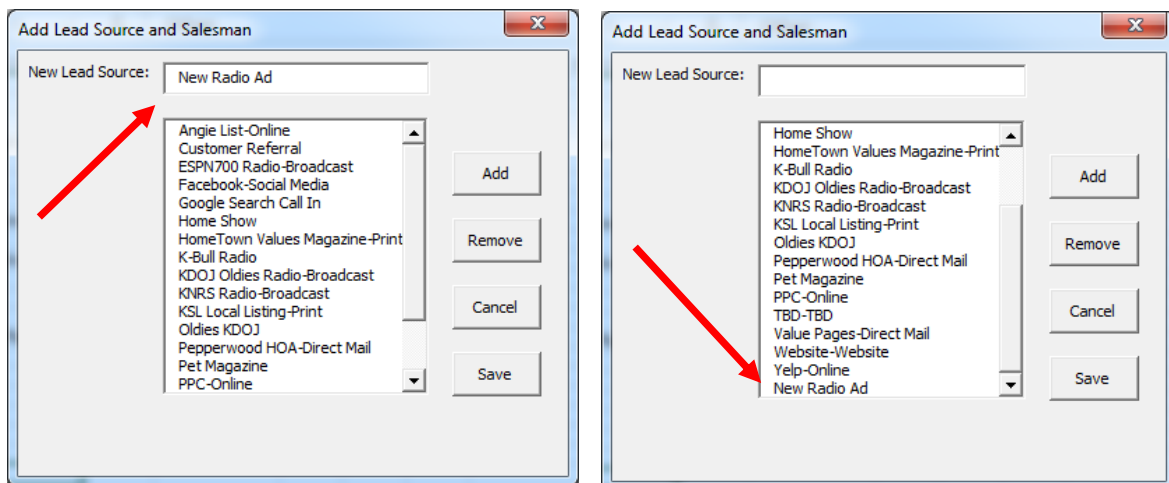 Add Lead Source and Salesman
New Lead Source:
New Radio Ad
Angie List-Online
Customer Referral
ESPN700 Radio-Broadcast
Facebook-Social Media
Google Search Call In
Home Show
HomeTown Values Magazine-Print
K-Bull Radio
KDOJ Oldies Radio-Broadcast
KNRS Radio-Broadcast
KSL Local Listing-Print
Oldies KDOJ
Pepperwood HOA-Direct Mail
Pet Magazine
PPC-Online
Add
Remove
Cancel
Save
Add Lead Source and Salesman
New Lead Source:
Home Show
HomeTown Values Magazine-Print
K-Bull Radio
KDOJ Oldies Radio-Broadcast
KNRS Radio-Broadcast
KSL Local Listing-Print
Oldies KDOJ
Pepperwood HOA-Direct Mail
Pet Magazine
PPC-Online
TBD-TBD
Value Pages-Direct Mail
Website-Website
Yelp-Online
New Radio Ad
Add
Remove
Cancel
Save